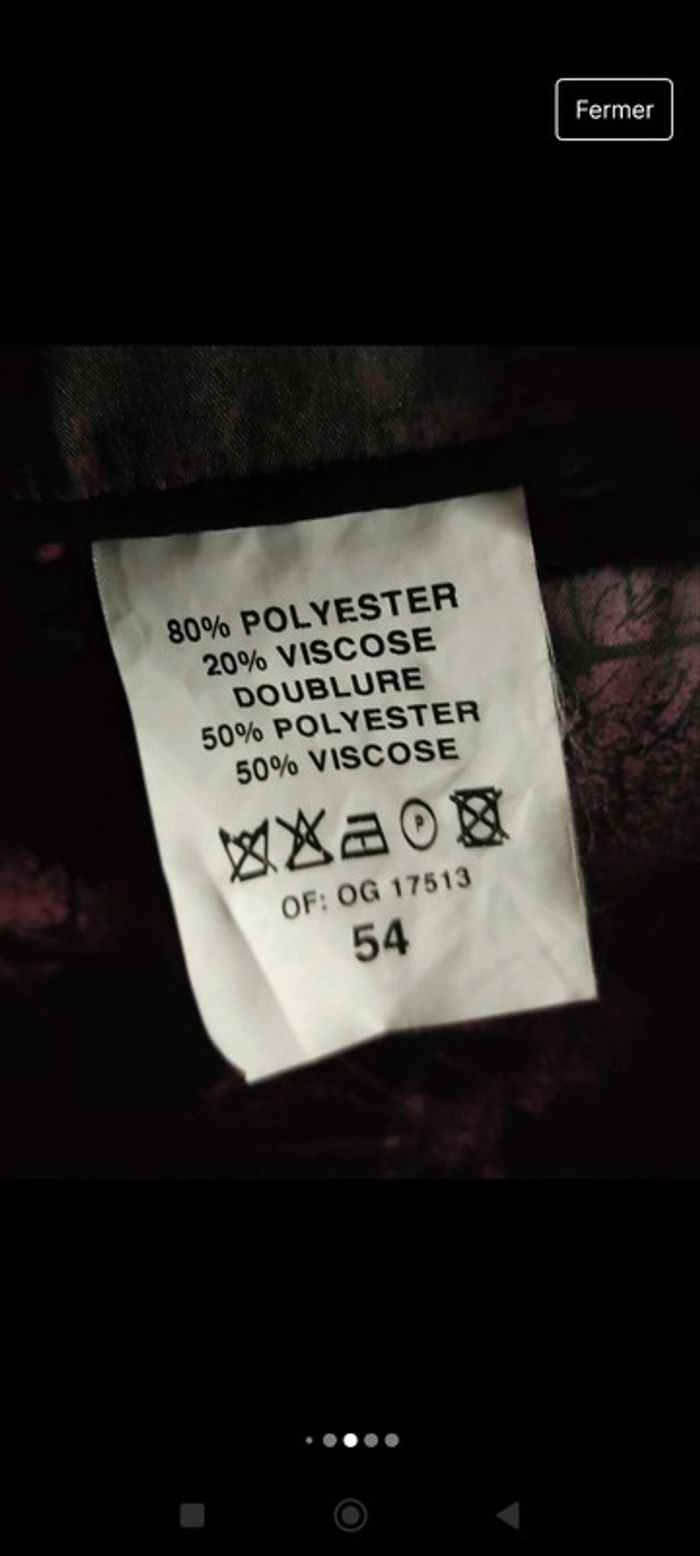 Fermer
80% POLYESTER
20% VISCOSE
DOUBLURE
50% POLYESTER
50% VISCOSE
P
OF: OG 17513
54